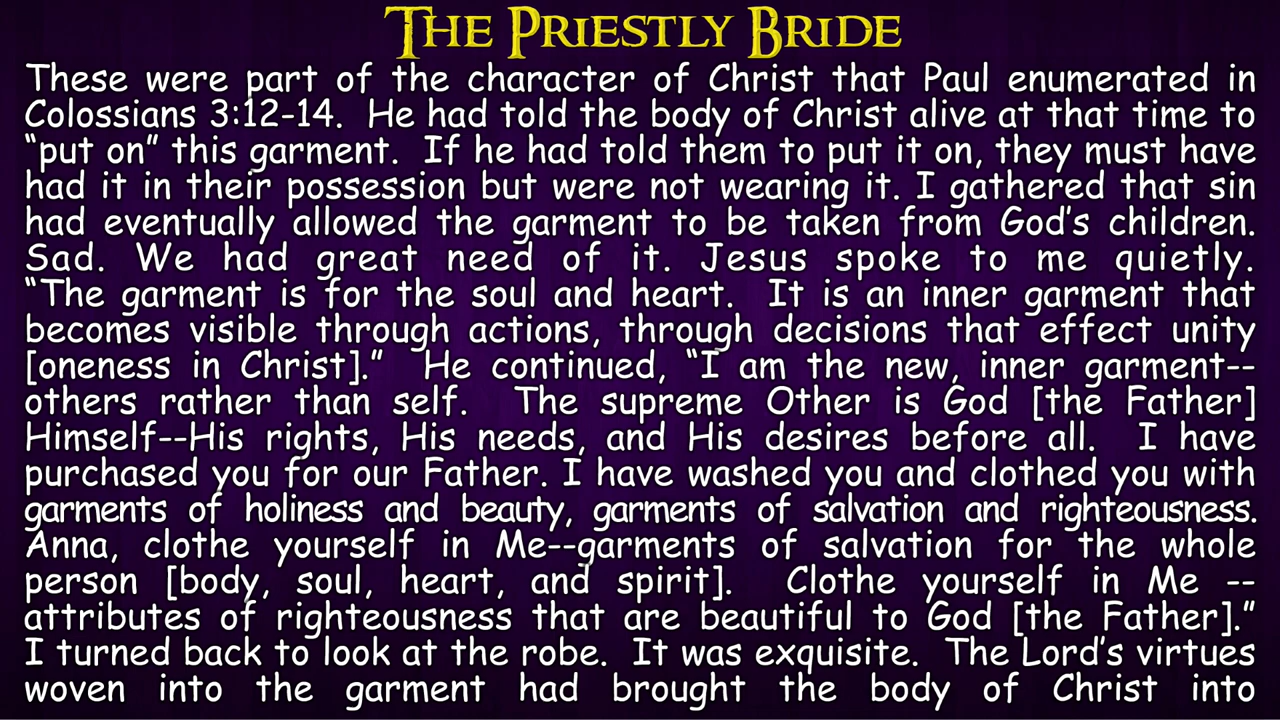 The Priestly Bride
These were part of the character of Christ that Paul enumerated in
Colossians 3:12-14. He had told the body of Christ alive at that time to
“put on” this garment. If he had told them to put it on, they must have
had it in their possession but were not wearing it. I gathered that sin
had eventually allowed the garment to be taken from God’s children.
Sad. We had great need of it. Jesus spoke to me quietly.
“The garment is for the soul and heart. It is an inner garment that
becomes visible through actions, through decisions that effect unity
[oneness in Christ].” He continued, “I am the new, inner garment--
others rather than self. The supreme Other is God [the Father]
Himself--His rights, His needs, and His desires before all. I have
purchased you for our Father. I have washed you and clothed you with
garments of holiness and beauty, garments of salvation and righteousness.
Anna, clothe yourself in Me--garments of salvation for the whole
person [body, soul, heart, and spirit]. Clothe yourself in Me --
attributes of righteousness that are beautiful to God [the Father].”
I turned back to look at the robe. It was exquisite. The Lord’s virtues
woven into the garment had brought the body of Christ into